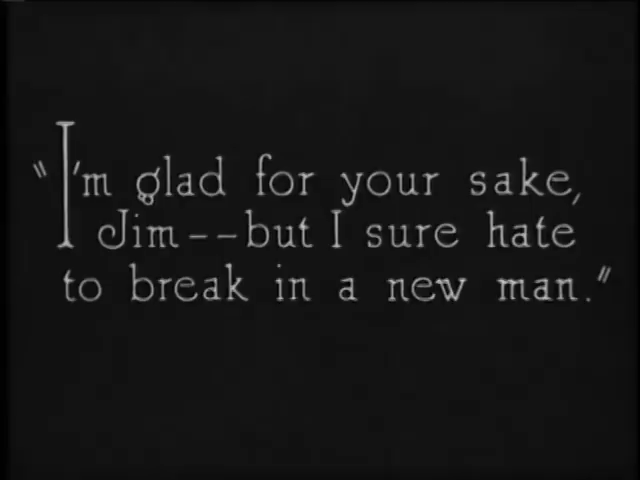 "I'm glad for your sake,
Jim--but I sure hate
to break in a new man."